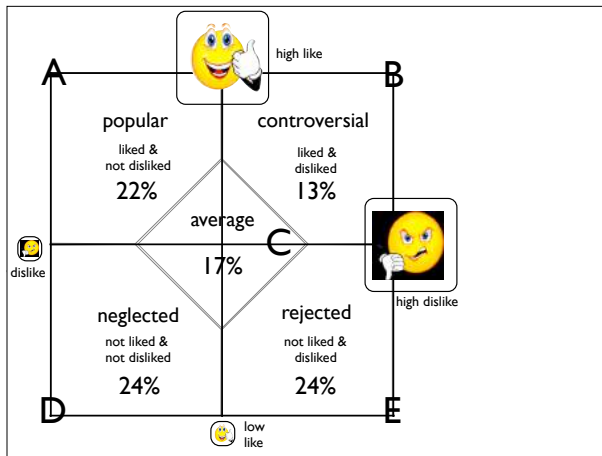 high like
A
B
popular
controversial
liked &
not disliked
liked &
disliked
22%
13%
average
C
17%
dislike
high dislike
neglected
rejected
not liked &
not disliked
not liked &
disliked
24%
24%
D
E
low
like